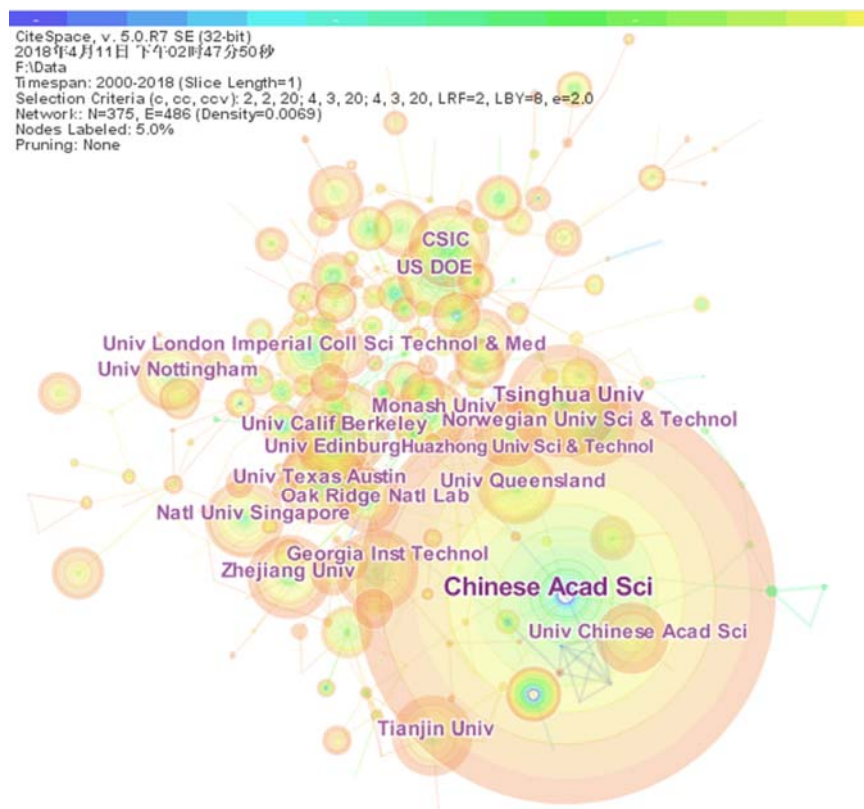 CiteSpace, v. 5.0.R7 SE (32-bit)
2018年4月11日 下午02时47分50秒
F:\Data
Timespan: 2000-2018 (Slice Length=1)
Selection Criteria (c, cc, ccv): 2, 2, 20; 4, 3, 20; 4, 3, 20, LRF=2, LBY=8, e=2.0
Network: N=375, E=486 (Density=0.0069)
Nodes Labeled: 5.0%
Pruning: None
CSIC
US DOE
Univ London Imperial Coll Sci Technol & Med
Univ Nottingham
Tsinghua Univ
Monash Univ
Norwegian Univ Sci & Technol
Univ Calif Berkeley
Univ Edinburg
Huazhong Univ Sci & Technol
Univ Texas Austin
Univ Queensland
Oak Ridge Natl Lab
Natl Univ Singapore
Georgia Inst Technol
Zhejiang Univ
Chinese Acad Sci
Univ Chinese Acad Sci
Tianjin Univ